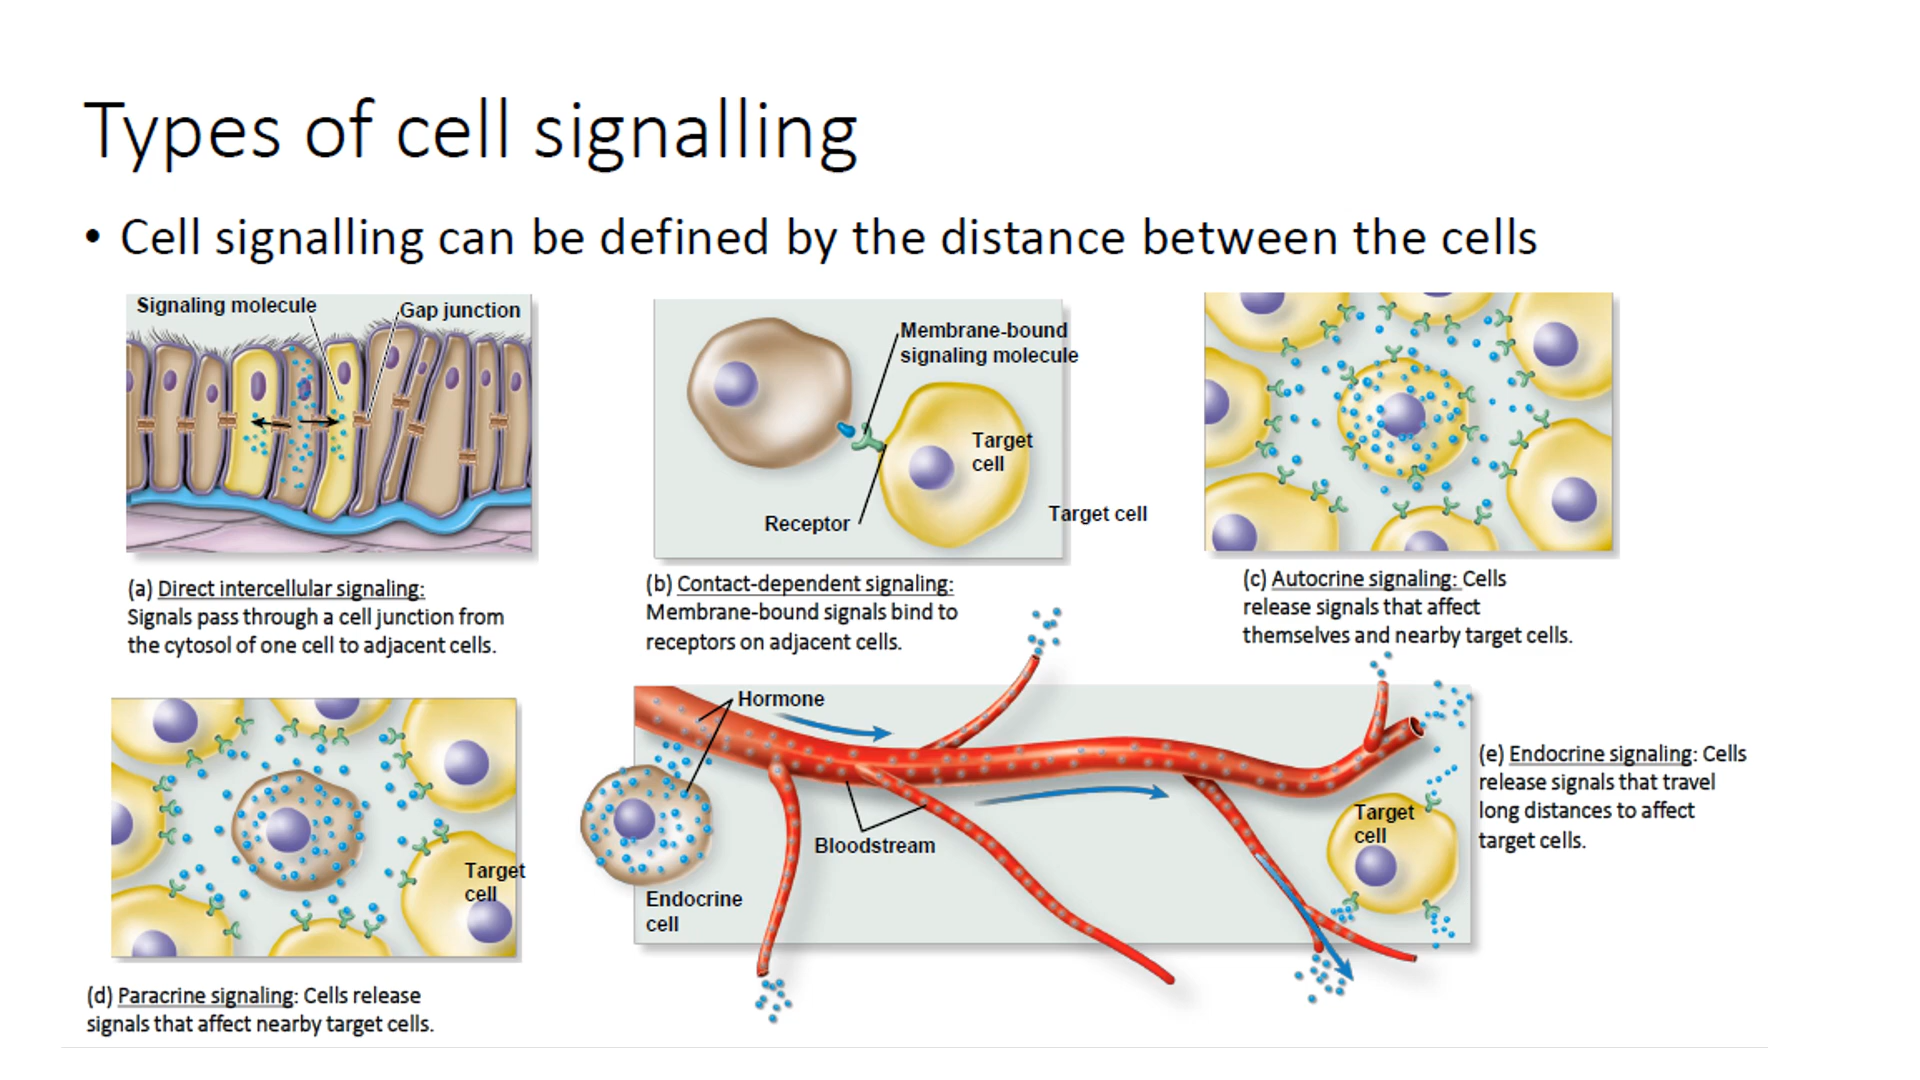 Types of cell signalling
• Cell signalling can be defined by the distance between the cells
Signaling molecule
Gap junction
(a) Direct intercellular signaling:
Signals pass through a cell junction from
the cytosol of one cell to adjacent cells.
Membrane-bound
signaling molecule
Target
cell
Receptor
Target cell
(b) Contact-dependent signaling:
Membrane-bound signals bind to
receptors on adjacent cells.
(c) Autocrine signaling: Cells
release signals that affect
themselves and nearby target cells.
Target
cell
(d) Paracrine signaling: Cells release
signals that affect nearby target cells.
Hormone
Bloodstream
Endocrine
cell
Target
cell
(e) Endocrine signaling: Cells
release signals that travel
long distances to affect
target cells.